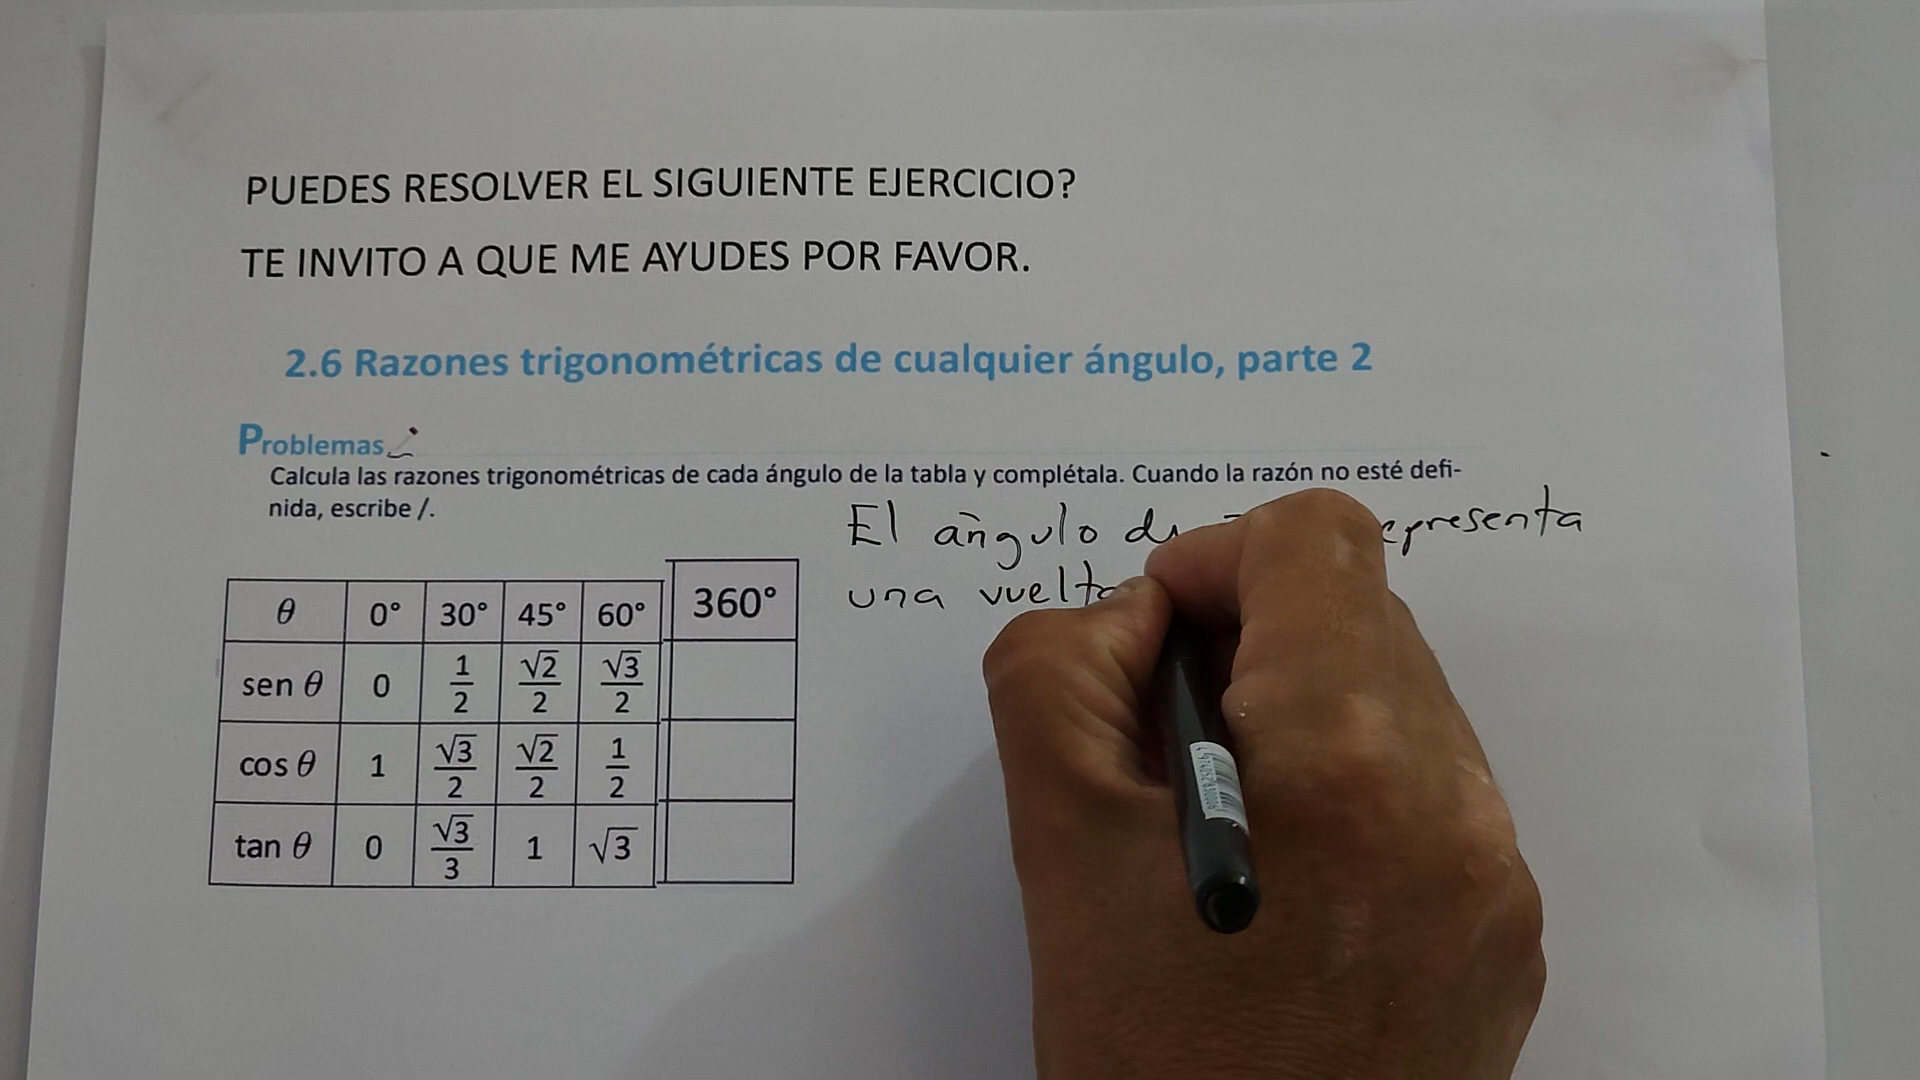 PUEDES RESOLVER EL SIGUIENTE EJERCICIO?
TE INVITO A QUE ME AYUDES POR FAVOR.
2.6 Razones trigonométricas de cualquier ángulo, parte 2
Problemas
Calcula las razones trigonométricas de cada ángulo de la tabla y complétala. Cuando la razón no esté defi-
nida, escribe /.
El ángulo
una vuelta
θ 0° 30° 45° 60° 360°
sen θ 0 1/2 √2/2 √3/2
cos θ 1 √3/2 √2/2 1/2
tan θ 0 √3/3 1 √3